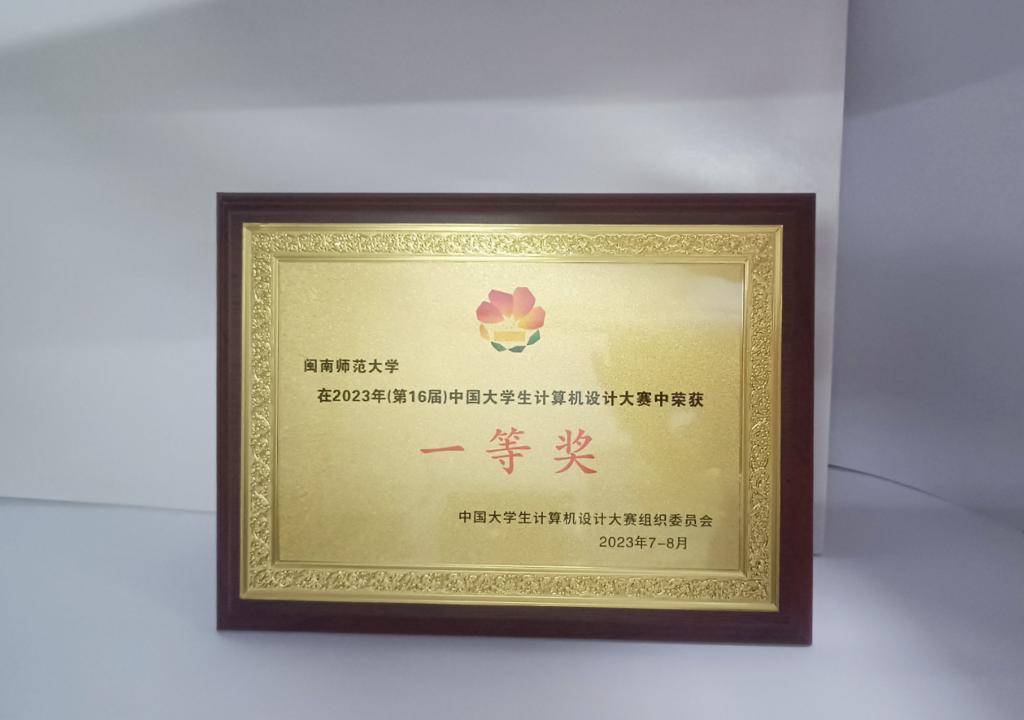 闽南师范大学
在2023年(第16届)中国大学生计算机设计大赛中荣获
一等奖
中国大学生计算机设计大赛组织委员会
2023年7-8月